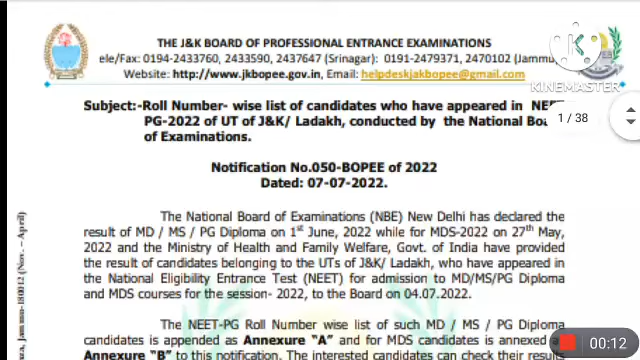 THE J&K BOARD OF PROFESSIONAL ENTRANCE EXAMINATIONS
ele/Fax: 0194-2433760, 2433590, 2437647 (Srinagar): 0191-2479371, 2470102 (Jammu
Website: http://www.jkbopee.gov.in, Email: helpdeskjakbopee@gmail.com
KINEMASTER
Subject:-Roll Number- wise list of candidates who have appeared in NEET
PG-2022 of UT of J&K/ Ladakh, conducted by the National Boa
of Examinations.
1 / 38
Notification No.050-BOPEE of 2022
Dated: 07-07-2022.
The National Board of Examinations (NBE) New Delhi has declared the
result of MD / MS / PG Diploma on 1st June, 2022 while for MDS-2022 on 27th May,
2022 and the Ministry of Health and Family Welfare, Govt. of India have provided
the result of candidates belonging to the UTs of J&K/ Ladakh, who have appeared in
the National Eligibility Entrance Test (NEET) for admission to MD/MS/PG Diploma
and MDS courses for the session- 2022, to the Board on 04.07.2022.
The NEET-PG Roll Number wise list of such MD / MS / PG Diploma
candidates is appended as Annexure "A" and for MDS candidates is annexed a
Annexure "B" to this notification. The interested candidates can check their results
Jammu-180012 (Nov. – April)
00:12